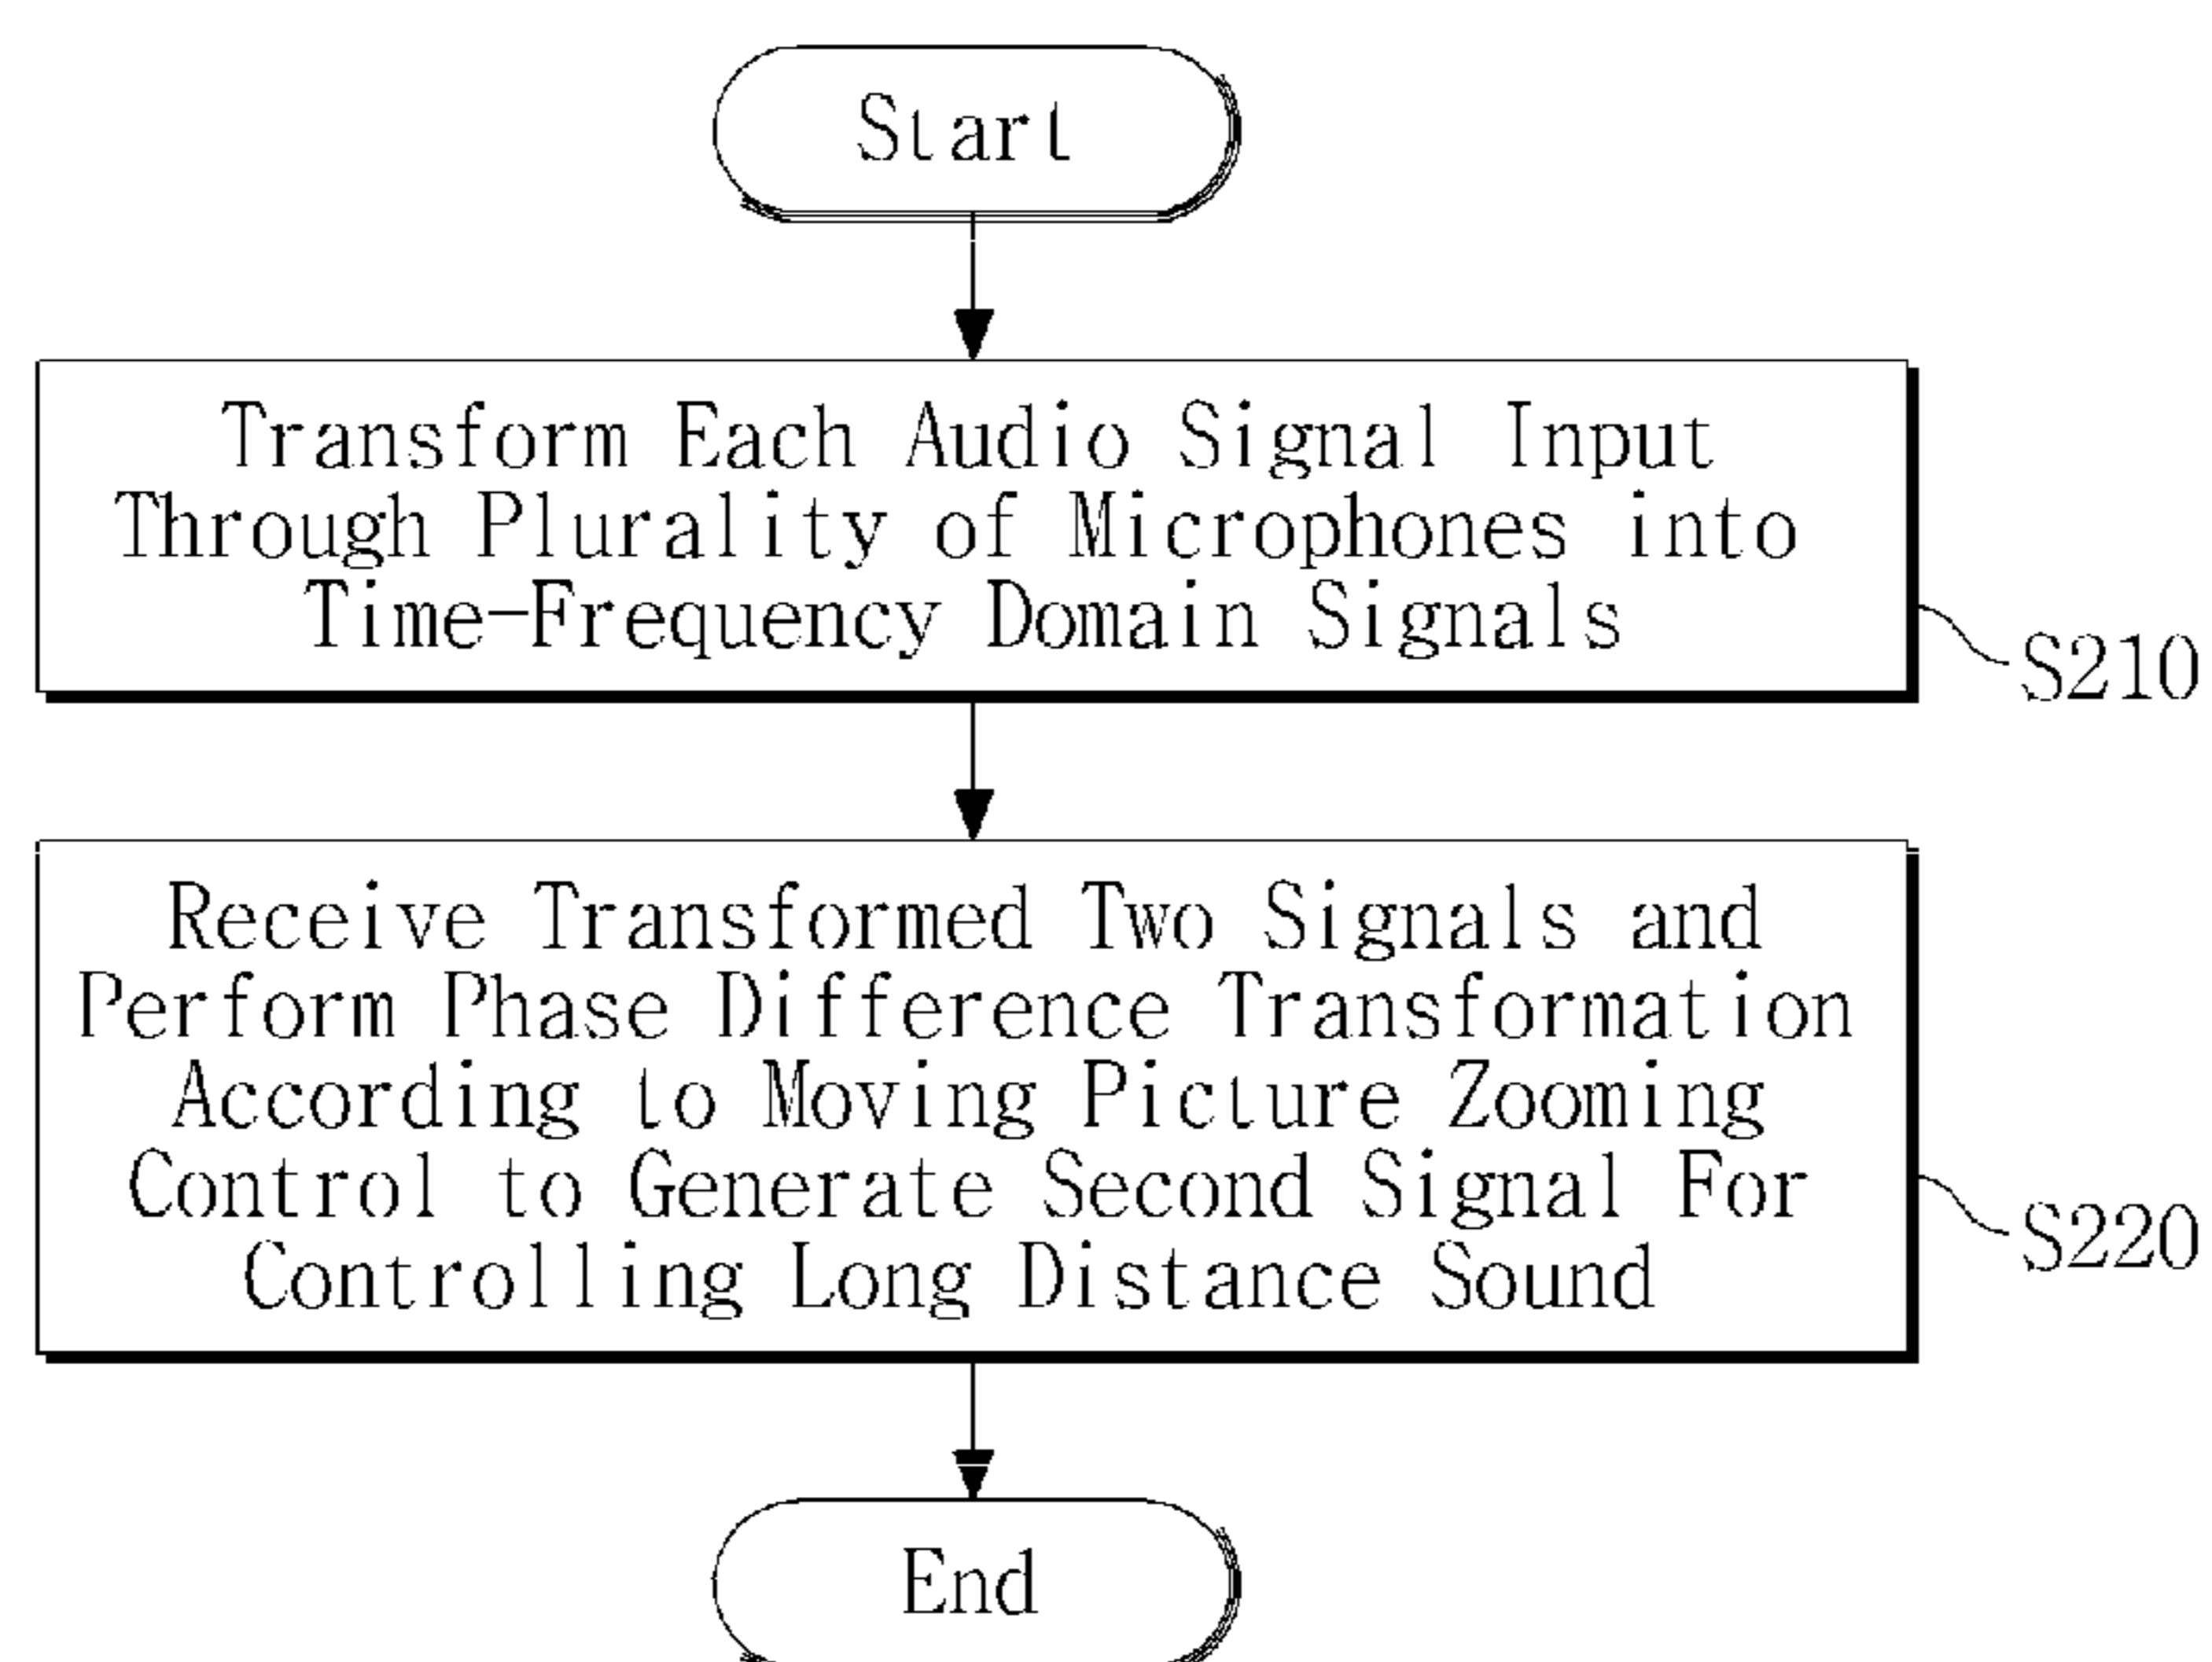 Start
Transform Each Audio Signal Input
Through Plurality of Microphones into
Time-Frequency Domain Signals
S210
Receive Transformed Two Signals and
Perform Phase Difference Transformation
According to Moving Picture Zooming
Control to Generate Second Signal For
Controlling Long Distance Sound
S220
End